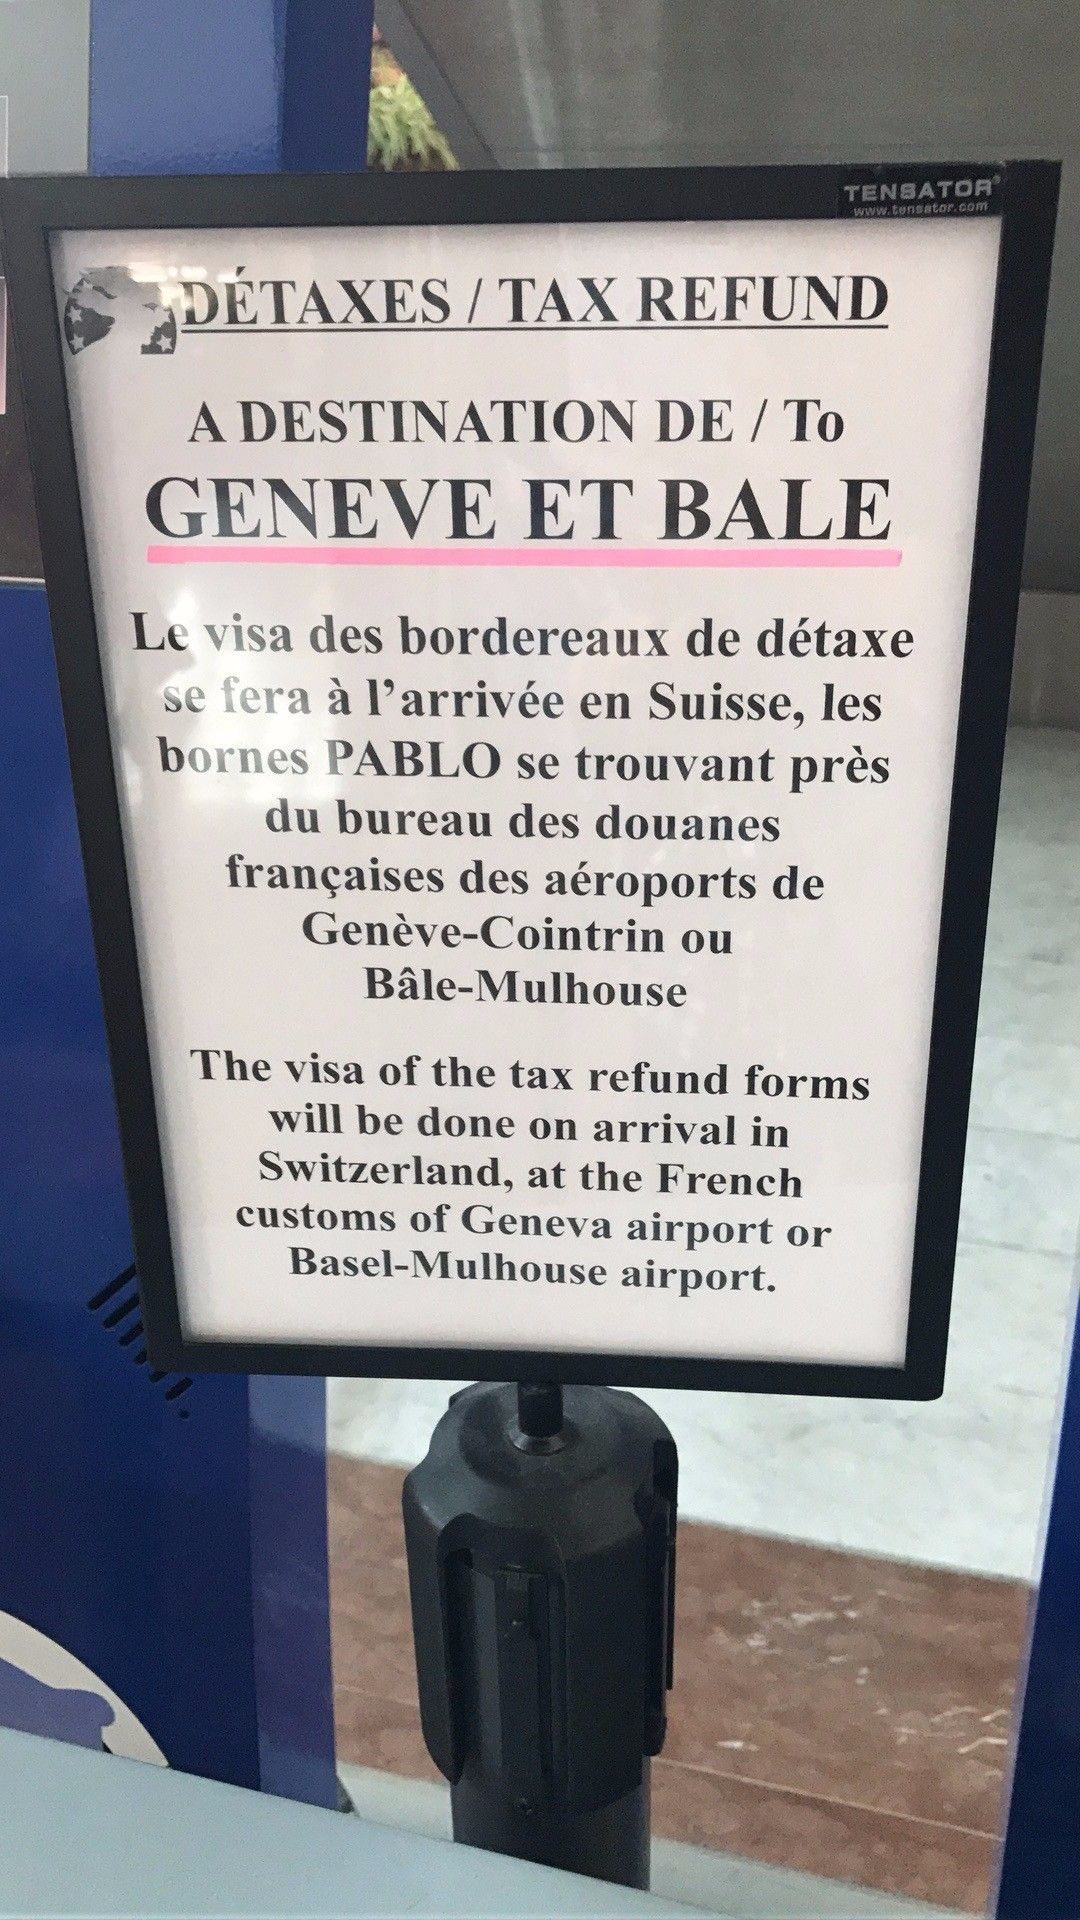 TENSATOR®
www.tensator.com
DÉTAXES / TAX REFUND
A DESTINATION DE / To
GENEVE ET BALE
Le visa des bordereaux de détaxe
se fera à l’arrivée en Suisse, les
bornes PABLO se trouvant près
du bureau des douanes
françaises des aéroports de
Genève-Cointrin ou
Bâle-Mulhouse
The visa of the tax refund forms
will be done on arrival in
Switzerland, at the French
customs of Geneva airport or
Basel-Mulhouse airport.